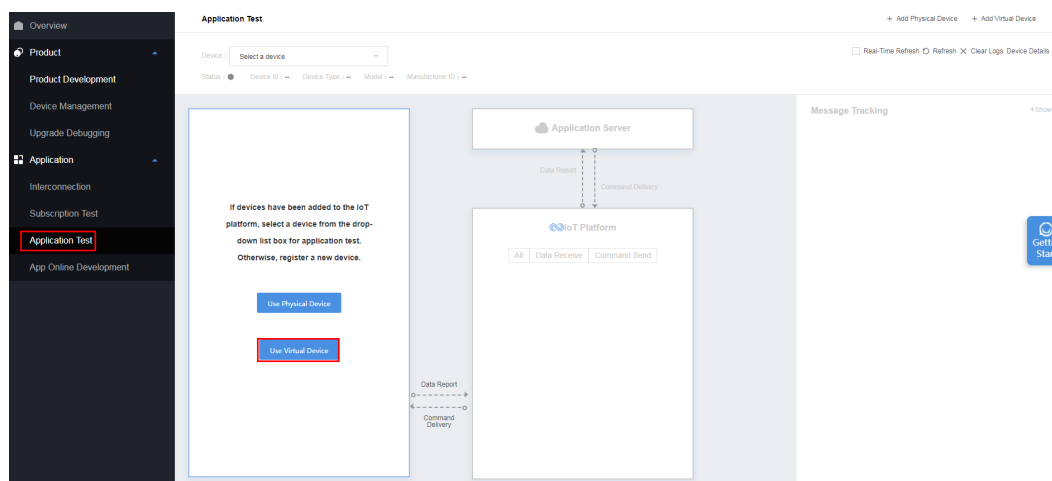 Overview
Product
Product Development
Device Management
Upgrade Debugging
Application
Interconnection
Subscription Test
Application Test
App Online Development
Application Test
+ Add Physical Device + Add Virtual Device
Device : Select a device
Real-Time Refresh Refresh Clear Logs Device Details
Status : Device Id : -- Device Type : -- Model : -- Manufacturer ID : --
If devices have been added to the IoT
platform, select a device from the drop-
down list box for application test.
Otherwise, register a new device.
Use Physical Device
Use Virtual Device
Data Report
Command
Delivery
Application Server
Data Report
Command Delivery
IoT Platform
All Data Receive Command Send
Message Tracking
Show
Getti
Star